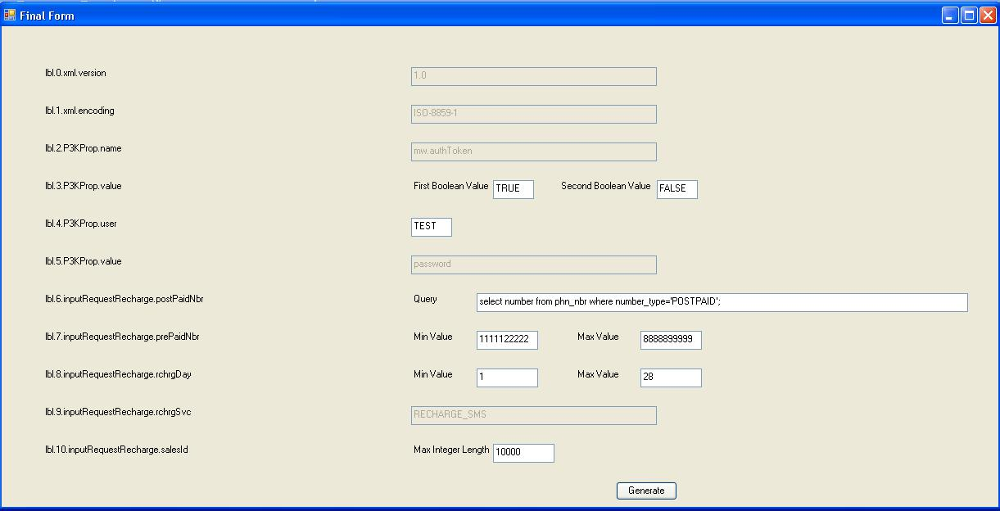 Final Form
lbl.0.xml.version 1.0
lbl.1.xml.encoding ISO-8859-1
lbl.2.P3KProp.name mw.authToken
lbl.3.P3KProp.value First Boolean Value TRUE Second Boolean Value FALSE
lbl.4.P3KProp.user TEST
lbl.5.P3KProp.value password
lbl.6.inputRequestRecharge.postPaidNbr Query select number from phn_nbr where number_type='POSTPAID';
lbl.7.inputRequestRecharge.prePaidNbr Min Value 1111122222 Max Value 8888899999
lbl.8.inputRequestRecharge.rchrgDay Min Value 1 Max Value 28
lbl.9.inputRequestRecharge.rchrgSvc RECHARGE_SMS
lbl.10.inputRequestRecharge.salesId Max Integer Length 10000
Generate